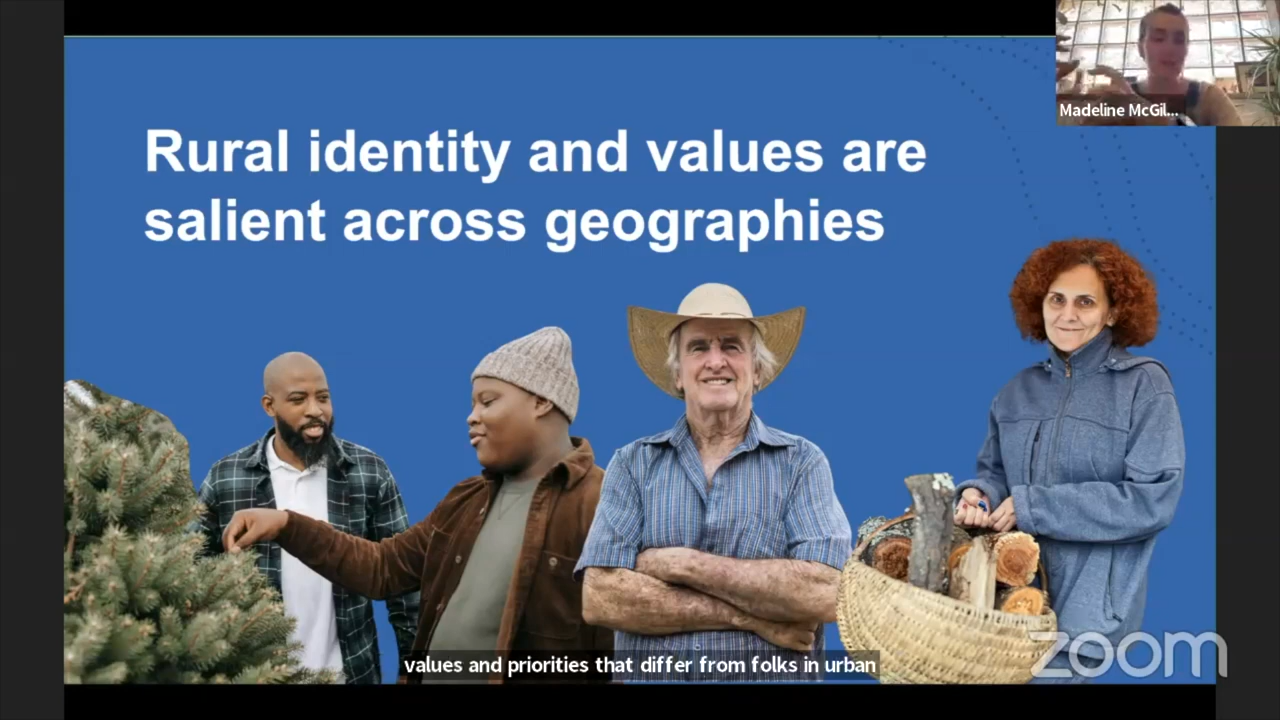 Madeline McGil...
Rural identity and values are
salient across geographies
values and priorities that differ from folks in urban
zoom